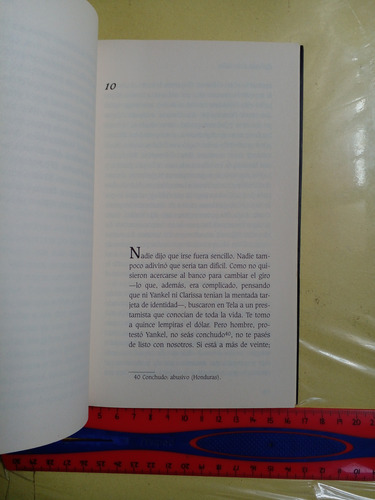 10
Nadie dijo que irse fuera sencillo. Nadie tam-
poco adivinó que sería tan difícil. Como no qui-
sieron acercarse al banco para cambiar el giro
—lo que, además, era complicado, pensando
que ni Yankel ni Clarissa tenían la mentada tar-
jeta de identidad—, buscaron en Tela a un pres-
tamista que conocían de toda la vida. Te tomo
a quince lempiras el dólar. Pero hombre, pro-
testó Yankel, no seás conchudo40, no te pasés
de listo con nosotros. Si está a más de veinte;
40 Conchudo: abusivo (Honduras).